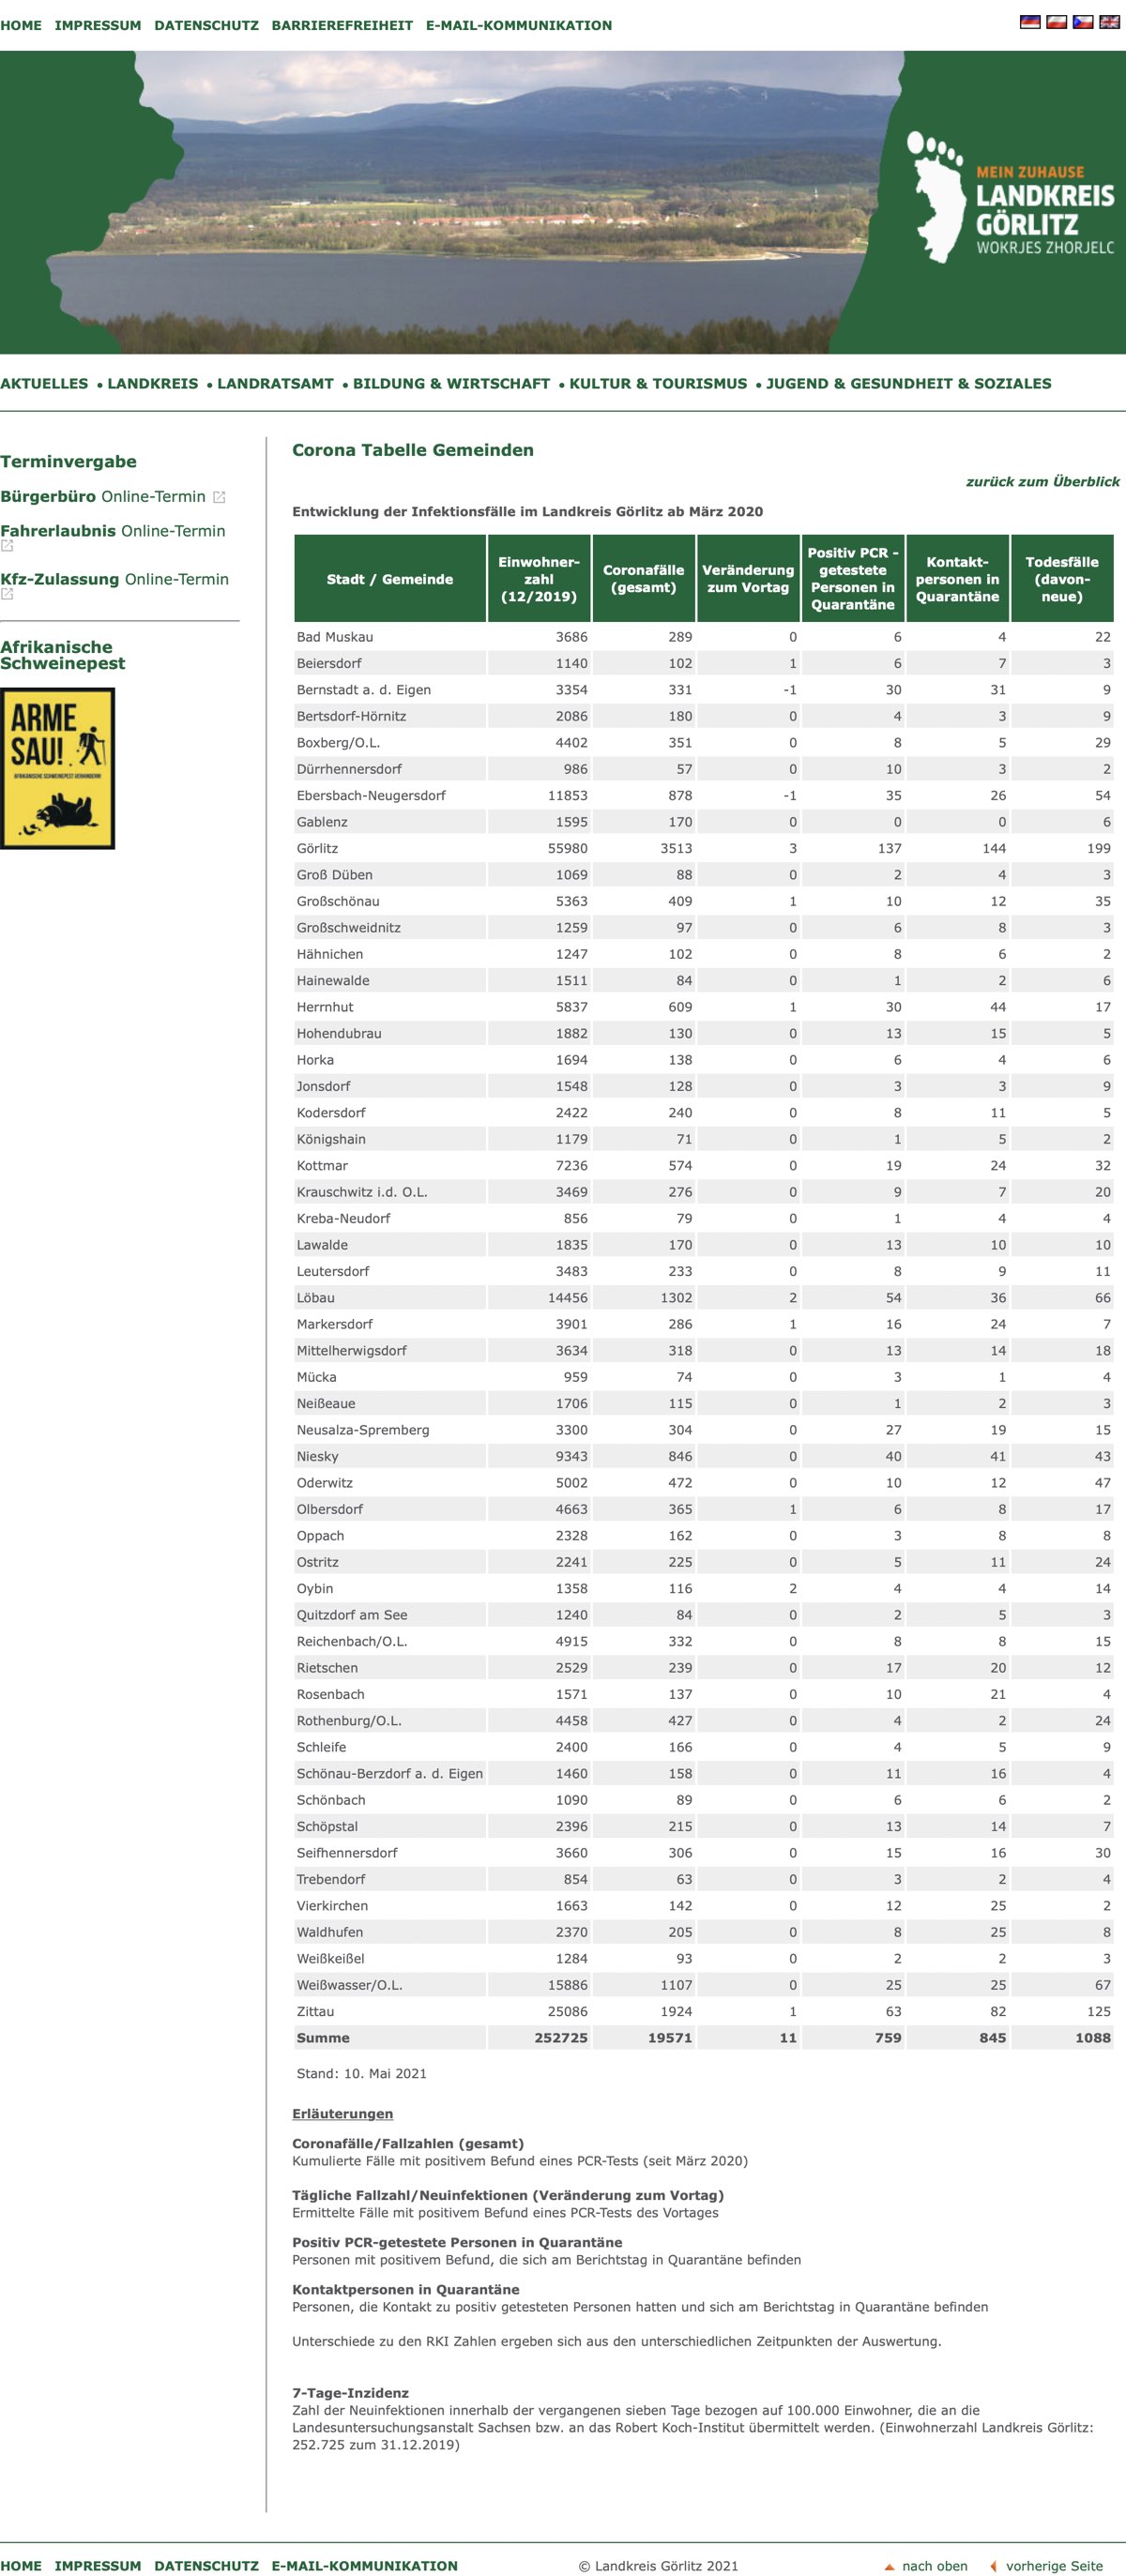 HOME IMPRESSUM DATENSCHUTZ BARRIEREFREIHEIT E-MAIL-KOMMUNIKATION
MEIN ZUHAUSE
LANDKREIS
GÖRLITZ
WOKRJES ZHORJELC
AKTUELLES • LANDKREIS • LANDRATSAMT • BILDUNG & WIRTSCHAFT • KULTUR & TOURISMUS • JUGEND & GESUNDHEIT & SOZIALES
Terminvergabe
Bürgerbüro Online-Termin
Fahrerlaubnis Online-Termin
Kfz-Zulassung Online-Termin
Afrikanische
Schweinepest
ARME
SAU!
AFRIKANISCHE SCHWEINEPEST VERHINDERN!
Corona Tabelle Gemeinden
zurück zum Überblick
Entwicklung der Infektionsfälle im Landkreis Görlitz ab März 2020
Stadt / Gemeinde Einwohner-zahl (12/2019) Coronafälle (gesamt) Veränderung zum Vortag Positiv PCR - getestete Personen in Quarantäne Kontakt-personen in Quarantäne Todesfälle (davon-neue)
Bad Muskau 3686 289 0 6 4 22
Beiersdorf 1140 102 1 6 7 3
Bernstadt a. d. Eigen 3354 331 -1 30 31 9
Bertsdorf-Hörnitz 2086 180 0 4 3 9
Boxberg/O.L. 4402 351 0 8 5 29
Dürrhennersdorf 986 57 0 10 3 2
Ebersbach-Neugersdorf 11853 878 -1 35 26 54
Gablenz 1595 170 0 0 0 6
Görlitz 55980 3513 3 137 144 199
Groß Düben 1069 88 0 2 4 3
Großschönau 5363 409 1 10 12 35
Großschweidnitz 1259 97 0 6 8 3
Hähnichen 1247 102 0 8 6 2
Hainewalde 1511 84 0 1 2 6
Herrnhut 5837 609 1 30 44 17
Hohendubrau 1882 130 0 13 15 5
Horka 1694 138 0 6 4 6
Jonsdorf 1548 128 0 3 3 9
Kodersdorf 2422 240 0 8 11 5
Königshain 1179 71 0 1 5 2
Kottmar 7236 574 0 19 24 32
Krauschwitz i.d. O.L. 3469 276 0 9 7 20
Kreba-Neudorf 856 79 0 1 4 4
Lawalde 1835 170 0 13 10 10
Leutersdorf 3483 233 0 8 9 11
Löbau 14456 1302 2 54 36 66
Markersdorf 3901 286 1 16 24 7
Mittelherwigsdorf 3634 318 0 13 14 18
Mücka 959 74 0 3 1 4
Neißeaue 1706 115 0 1 2 3
Neusalza-Spremberg 3300 304 0 27 19 15
Niesky 9343 846 0 40 41 43
Oderwitz 5002 472 0 10 12 47
Olbersdorf 4663 365 1 6 8 17
Oppach 2328 162 0 3 8 8
Ostritz 2241 225 0 5 11 24
Oybin 1358 116 2 4 4 14
Quitzdorf am See 1240 84 0 2 5 3
Reichenbach/O.L. 4915 332 0 8 8 15
Rietschen 2529 239 0 17 20 12
Rosenbach 1571 137 0 10 21 4
Rothenburg/O.L. 4458 427 0 4 2 24
Schleife 2400 166 0 4 5 9
Schönau-Berzdorf a. d. Eigen 1460 158 0 11 16 4
Schönbach 1090 89 0 6 6 2
Schöpstal 2396 215 0 13 14 7
Seifhennersdorf 3660 306 0 15 16 30
Trebendorf 854 63 0 3 2 4
Vierkirchen 1663 142 0 12 25 2
Waldhufen 2370 205 0 8 25 8
Weißkeißel 1284 93 0 2 2 3
Weißwasser/O.L. 15886 1107 0 25 25 67
Zittau 25086 1924 1 63 82 125
Summe 252725 19571 11 759 845 1088
Stand: 10. Mai 2021
Erläuterungen
Coronafälle/Fallzahlen (gesamt)
Kumulierte Fälle mit positivem Befund eines PCR-Tests (seit März 2020)
Tägliche Fallzahl/Neuinfektionen (Veränderung zum Vortag)
Ermittelte Fälle mit positivem Befund eines PCR-Tests des Vortages
Positiv PCR-getestete Personen in Quarantäne
Personen mit positivem Befund, die sich am Berichtstag in Quarantäne befinden
Kontaktpersonen in Quarantäne
Personen, die Kontakt zu positiv getesteten Personen hatten und sich am Berichtstag in Quarantäne befinden
Unterschiede zu den RKI Zahlen ergeben sich aus den unterschiedlichen Zeitpunkten der Auswertung.
7-Tage-Inzidenz
Zahl der Neuinfektionen innerhalb der vergangenen sieben Tage bezogen auf 100.000 Einwohner, die an die
Landesuntersuchungsanstalt Sachsen bzw. an das Robert Koch-Institut übermittelt werden. (Einwohnerzahl Landkreis Görlitz:
252.725 zum 31.12.2019)
HOME IMPRESSUM DATENSCHUTZ E-MAIL-KOMMUNIKATION © Landkreis Görlitz 2021 nach oben vorherige Seite